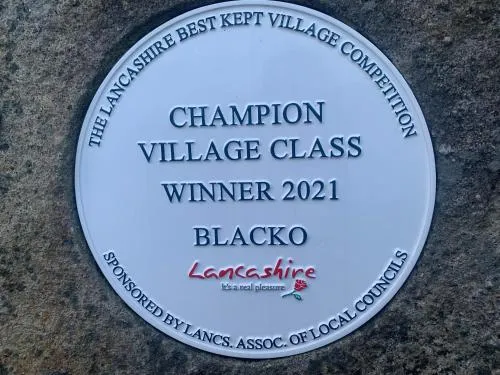 THE LANCASHIRE BEST KEPT VILLAGE COMPETITION
CHAMPION
VILLAGE CLASS
WINNER 2021
BLACKO
Lancashire
It's a real pleasure
SPONSORED BY LANCS. ASSOC. OF LOCAL COUNCILS